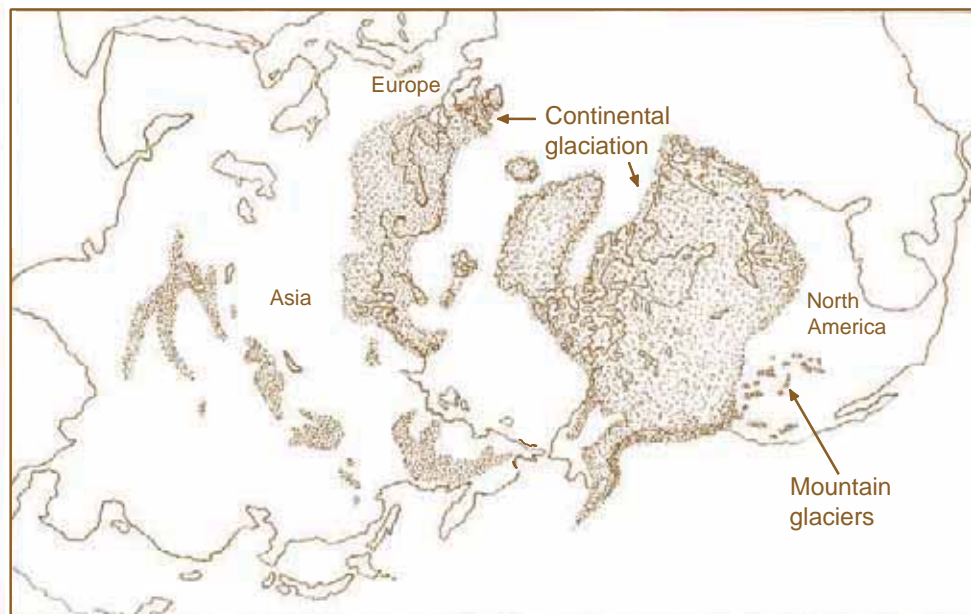 Europe
Continental
glaciation
Asia
North
America
Mountain
glaciers